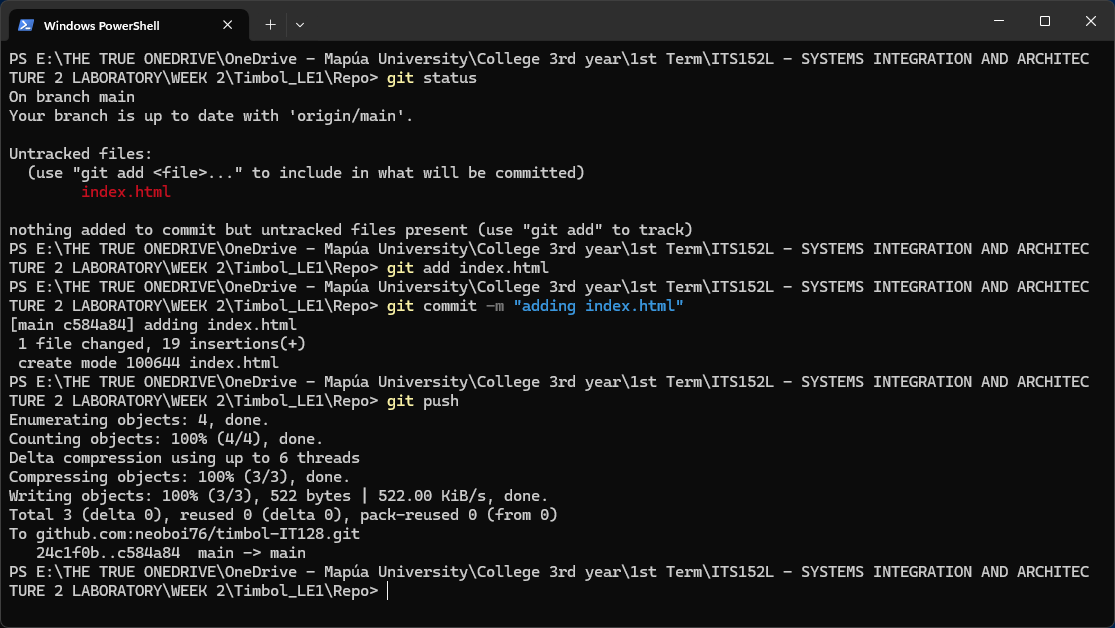 Windows PowerShell
PS E:\THE TRUE ONEDRIVE\OneDrive - Mapúa University\College 3rd year\1st Term\ITS152L - SYSTEMS INTEGRATION AND ARCHITEC
TURE 2 LABORATORY\WEEK 2\Timbol_LE1\Repo> git status
On branch main
Your branch is up to date with 'origin/main'.
Untracked files:
  (use "git add <file>..." to include in what will be committed)
        index.html
nothing added to commit but untracked files present (use "git add" to track)
PS E:\THE TRUE ONEDRIVE\OneDrive - Mapúa University\College 3rd year\1st Term\ITS152L - SYSTEMS INTEGRATION AND ARCHITEC
TURE 2 LABORATORY\WEEK 2\Timbol_LE1\Repo> git add index.html
PS E:\THE TRUE ONEDRIVE\OneDrive - Mapúa University\College 3rd year\1st Term\ITS152L - SYSTEMS INTEGRATION AND ARCHITEC
TURE 2 LABORATORY\WEEK 2\Timbol_LE1\Repo> git commit -m "adding index.html"
[main c584a84] adding index.html
 1 file changed, 19 insertions(+)
 create mode 100644 index.html
PS E:\THE TRUE ONEDRIVE\OneDrive - Mapúa University\College 3rd year\1st Term\ITS152L - SYSTEMS INTEGRATION AND ARCHITEC
TURE 2 LABORATORY\WEEK 2\Timbol_LE1\Repo> git push
Enumerating objects: 4, done.
Counting objects: 100% (4/4), done.
Delta compression using up to 6 threads
Compressing objects: 100% (3/3), done.
Writing objects: 100% (3/3), 522 bytes | 522.00 KiB/s, done.
Total 3 (delta 0), reused 0 (delta 0), pack-reused 0 (from 0)
To github.com:neoboi76/timbol-IT128.git
   24c1f0b..c584a84  main -> main
PS E:\THE TRUE ONEDRIVE\OneDrive - Mapúa University\College 3rd year\1st Term\ITS152L - SYSTEMS INTEGRATION AND ARCHITEC
TURE 2 LABORATORY\WEEK 2\Timbol_LE1\Repo>